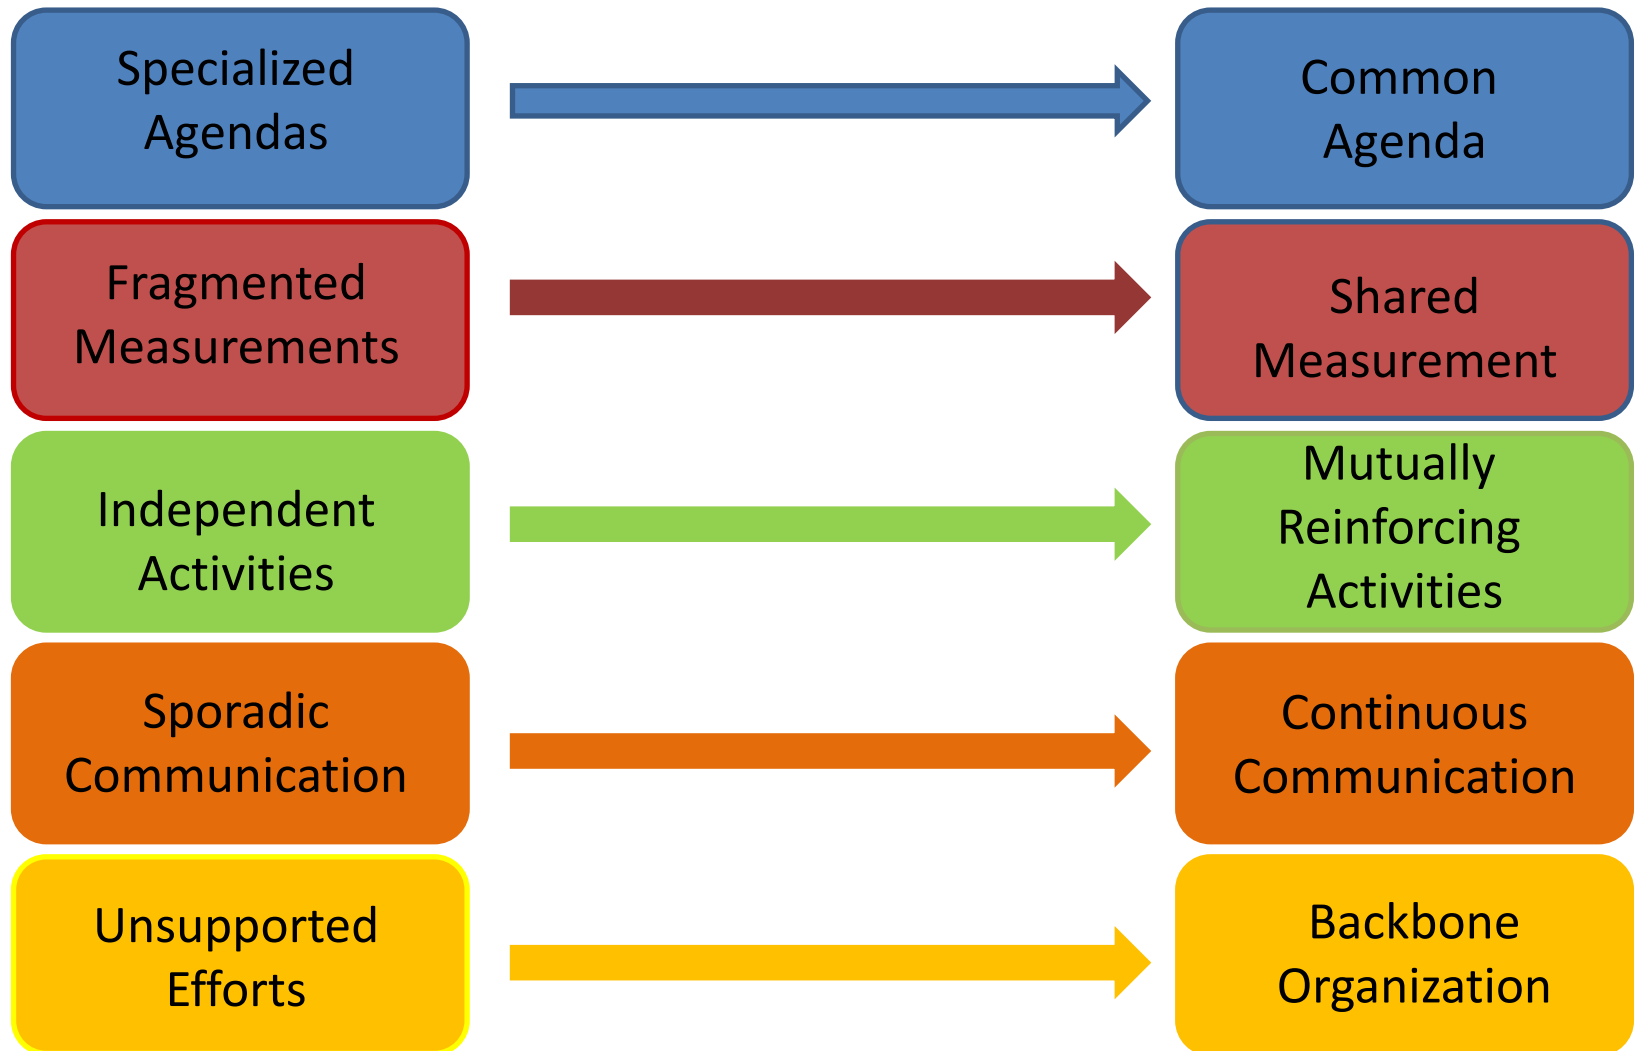 Specialized
Agendas
Common
Agenda
Fragmented
Measurements
Shared
Measurement
Independent
Activities
Mutually
Reinforcing
Activities
Sporadic
Communication
Continuous
Communication
Unsupported
Efforts
Backbone
Organization